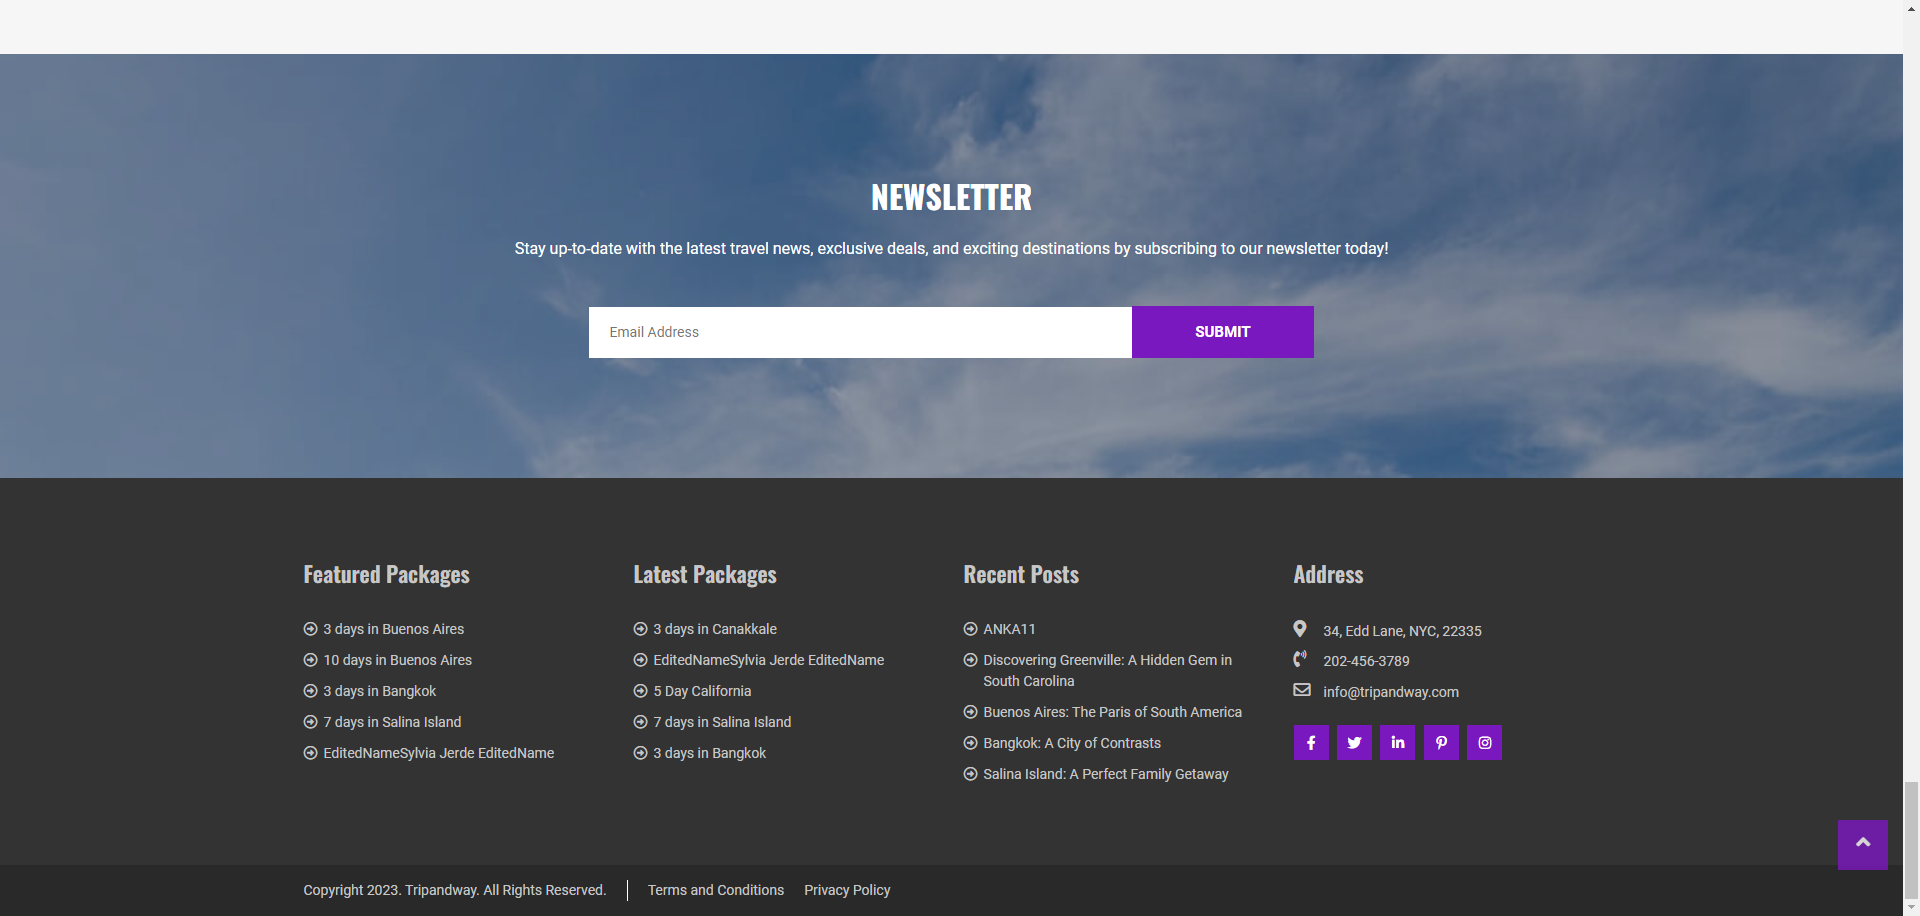 NEWSLETTER
Stay up-to-date with the latest travel news, exclusive deals, and exciting destinations by subscribing to our newsletter today!
Email Address
SUBMIT
Featured Packages
3 days in Buenos Aires
10 days in Buenos Aires
3 days in Bangkok
7 days in Salina Island
EditedNameSylvia Jerde EditedName
Latest Packages
3 days in Canakkale
EditedNameSylvia Jerde EditedName
5 Day California
7 days in Salina Island
3 days in Bangkok
Recent Posts
ANKA11
Discovering Greenville: A Hidden Gem in
South Carolina
Buenos Aires: The Paris of South America
Bangkok: A City of Contrasts
Salina Island: A Perfect Family Getaway
Address
34, Edd Lane, NYC, 22335
202-456-3789
info@tripandway.com
Copyright 2023. Tripandway. All Rights Reserved.
Terms and Conditions
Privacy Policy